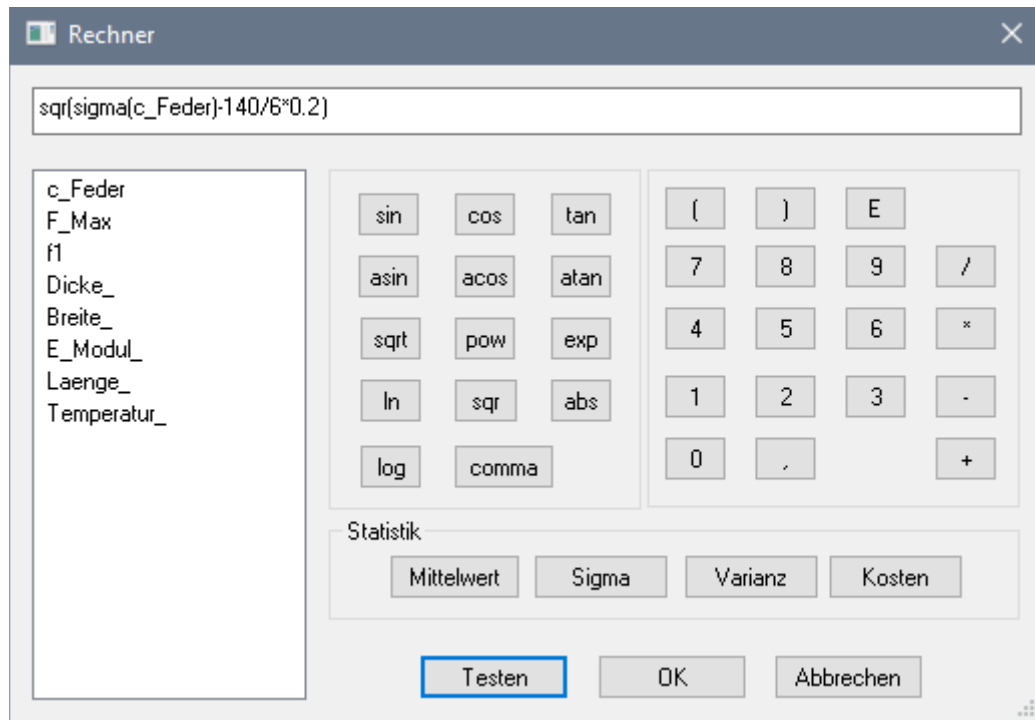 Rechner
sqr(sigma(c_Feder)-140/6*0.2)
c_Feder
F_Max
f1
Dicke_
Breite_
E_Modul_
Laenge_
Temperatur_
sin cos tan
asin acos atan
sqrt pow exp
ln sqr abs
log comma
( ) E
7 8 9 /
4 5 6 *
1 2 3 -
0 , +
Statistik
Mittelwert Sigma Varianz Kosten
Testen OK Abbrechen